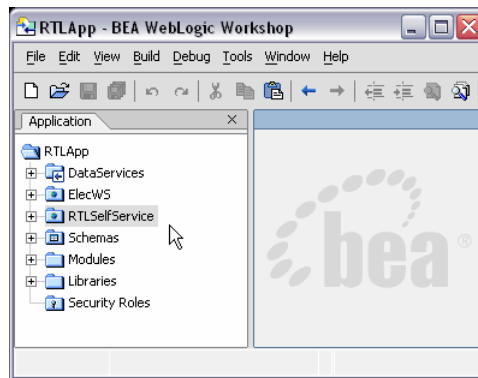 RTLApp - BEA WebLogic Workshop
File Edit View Build Debug Tools Window Help
Application
RTLApp
DataServices
ElecWS
RTLSelfService
Schemas
Modules
Libraries
Security Roles
bea®